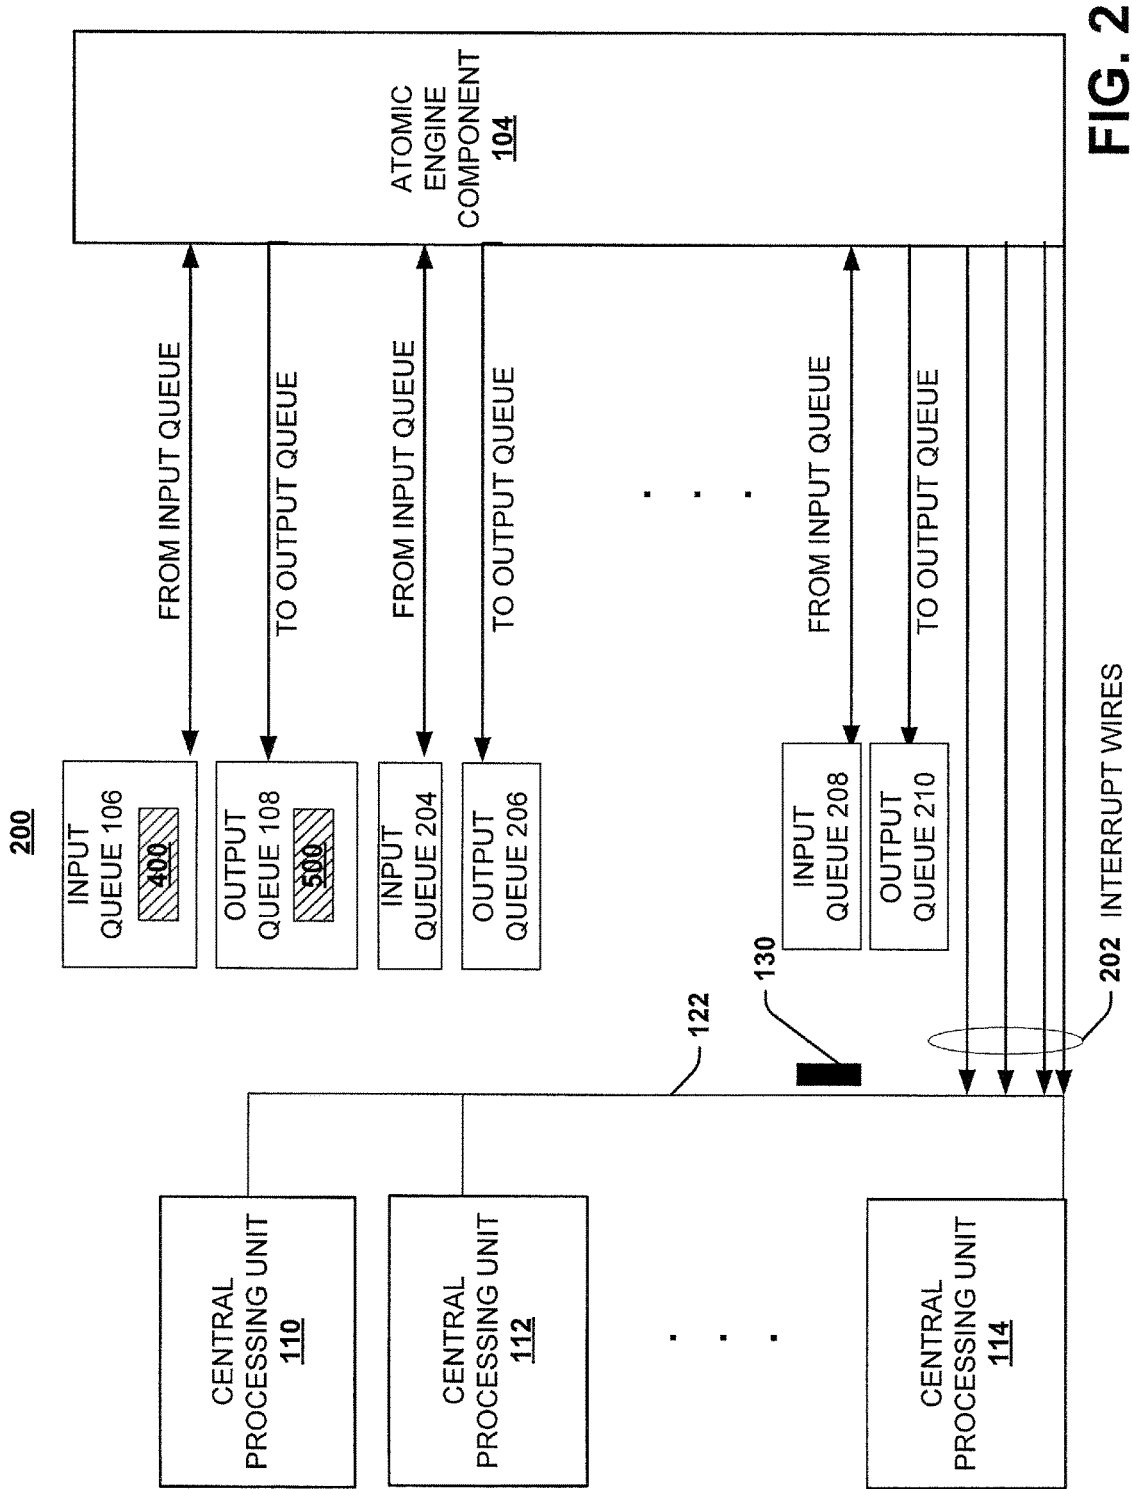 200
CENTRAL
PROCESSING UNIT
110
CENTRAL
PROCESSING UNIT
112
. . .
CENTRAL
PROCESSING UNIT
114
122
130
INPUT
QUEUE 106
400
OUTPUT
QUEUE 108
500
INPUT
QUEUE 204
OUTPUT
QUEUE 206
INPUT
QUEUE 208
OUTPUT
QUEUE 210
FROM INPUT QUEUE
TO OUTPUT QUEUE
FROM INPUT QUEUE
TO OUTPUT QUEUE
. . .
FROM INPUT QUEUE
TO OUTPUT QUEUE
ATOMIC
ENGINE
COMPONENT
104
202 INTERRUPT WIRES
FIG. 2